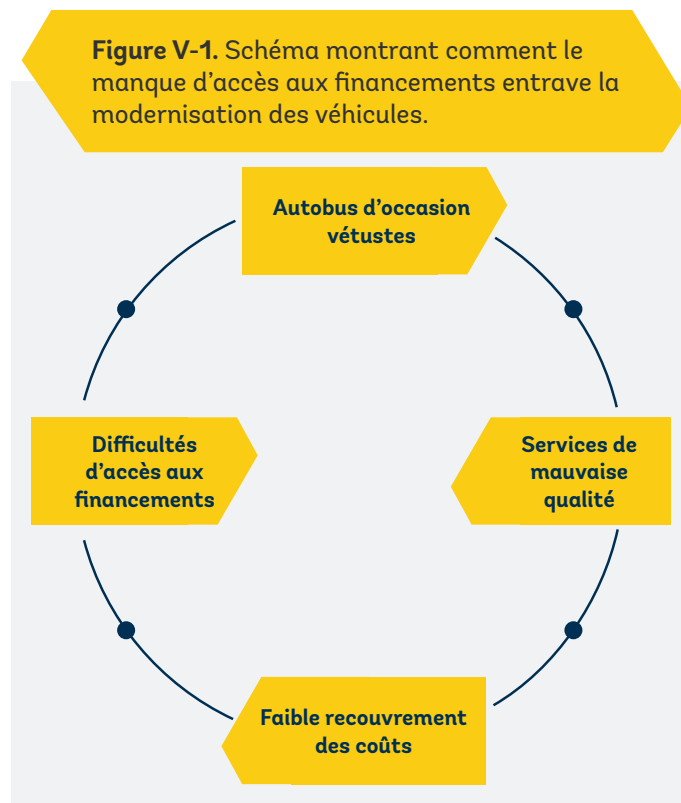 Figure V-1. Schéma montrant comment le
manque d’accès aux financements entrave la
modernisation des véhicules.
Autobus d’occasion
vétustes
Services de
mauvaise
qualité
Faible recouvrement
des coûts
Difficultés
d’accès aux
financements